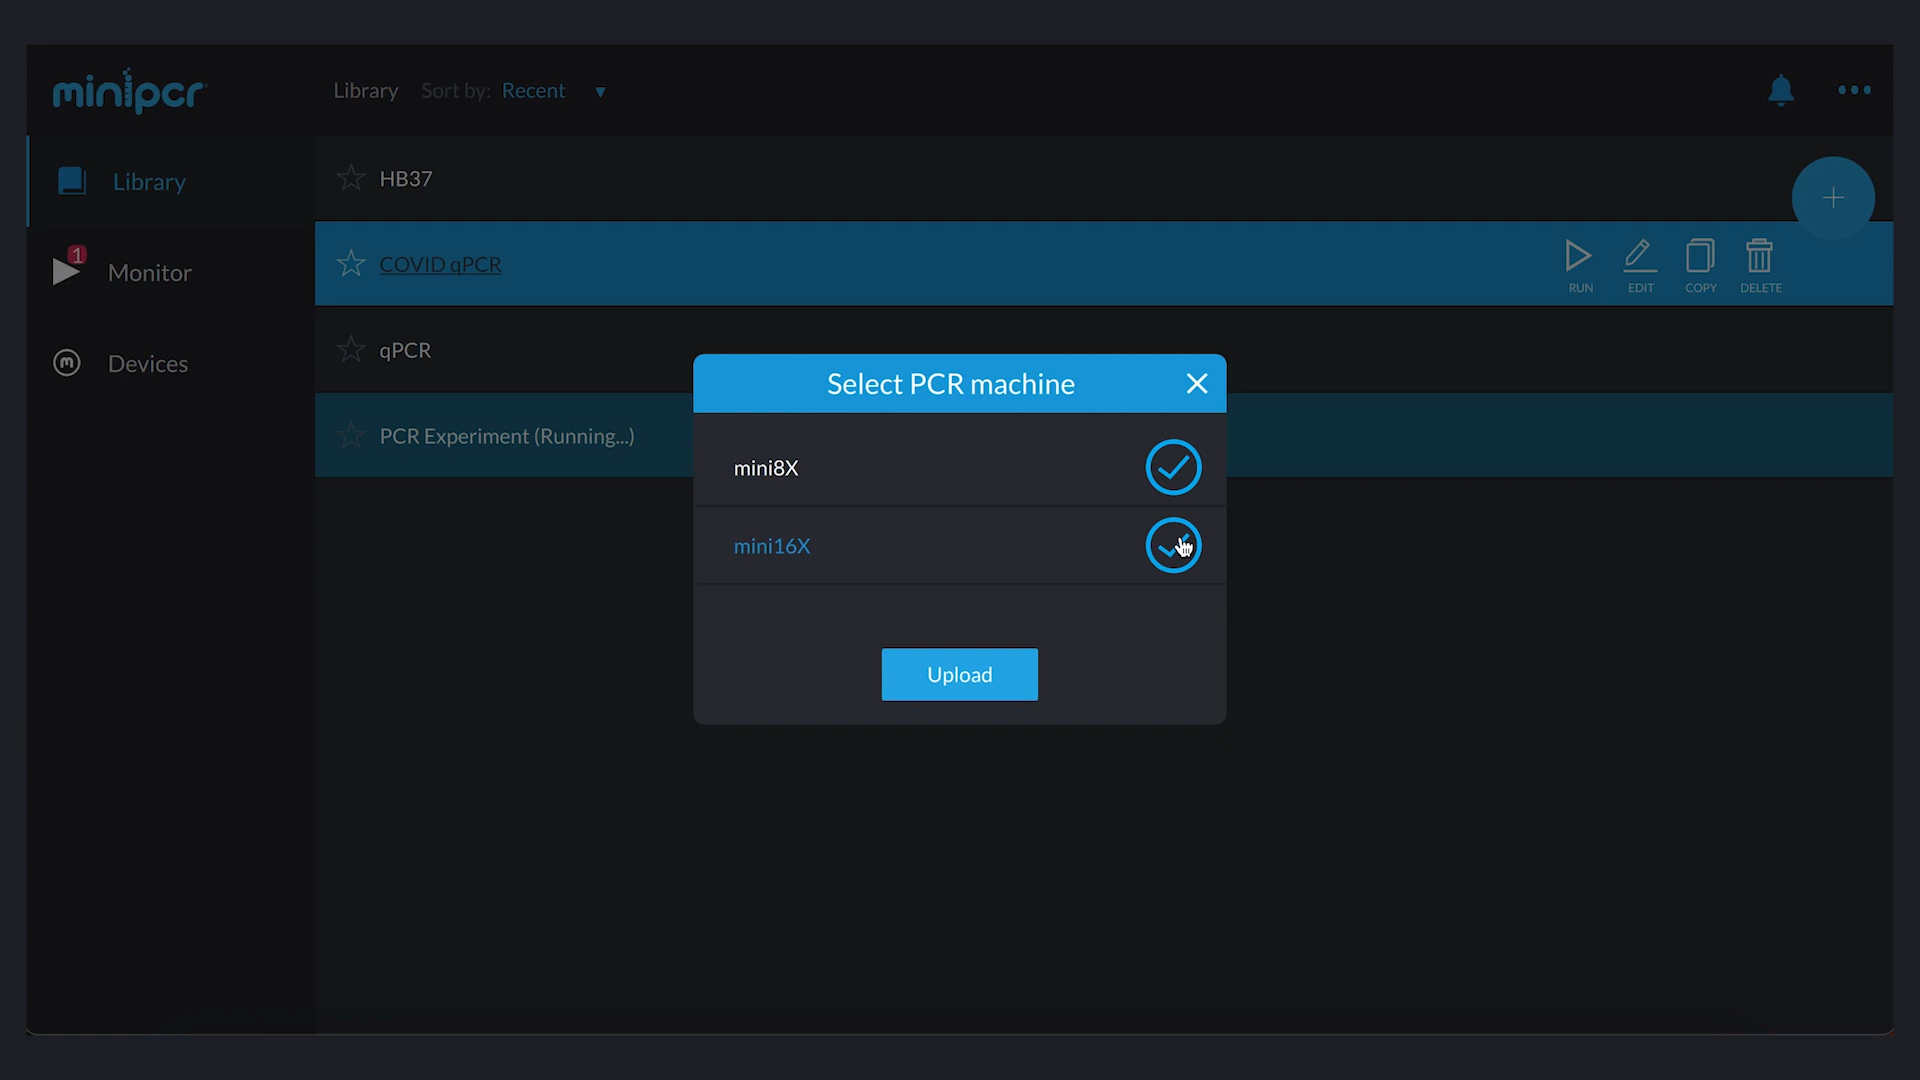 minipcr
Library Sort by: Recent
Library
1
Monitor
Devices
HB37
COVID qPCR
RUN EDIT COPY DELETE
qPCR
PCR Experiment (Running...)
Select PCR machine
mini8X
mini16X
Upload